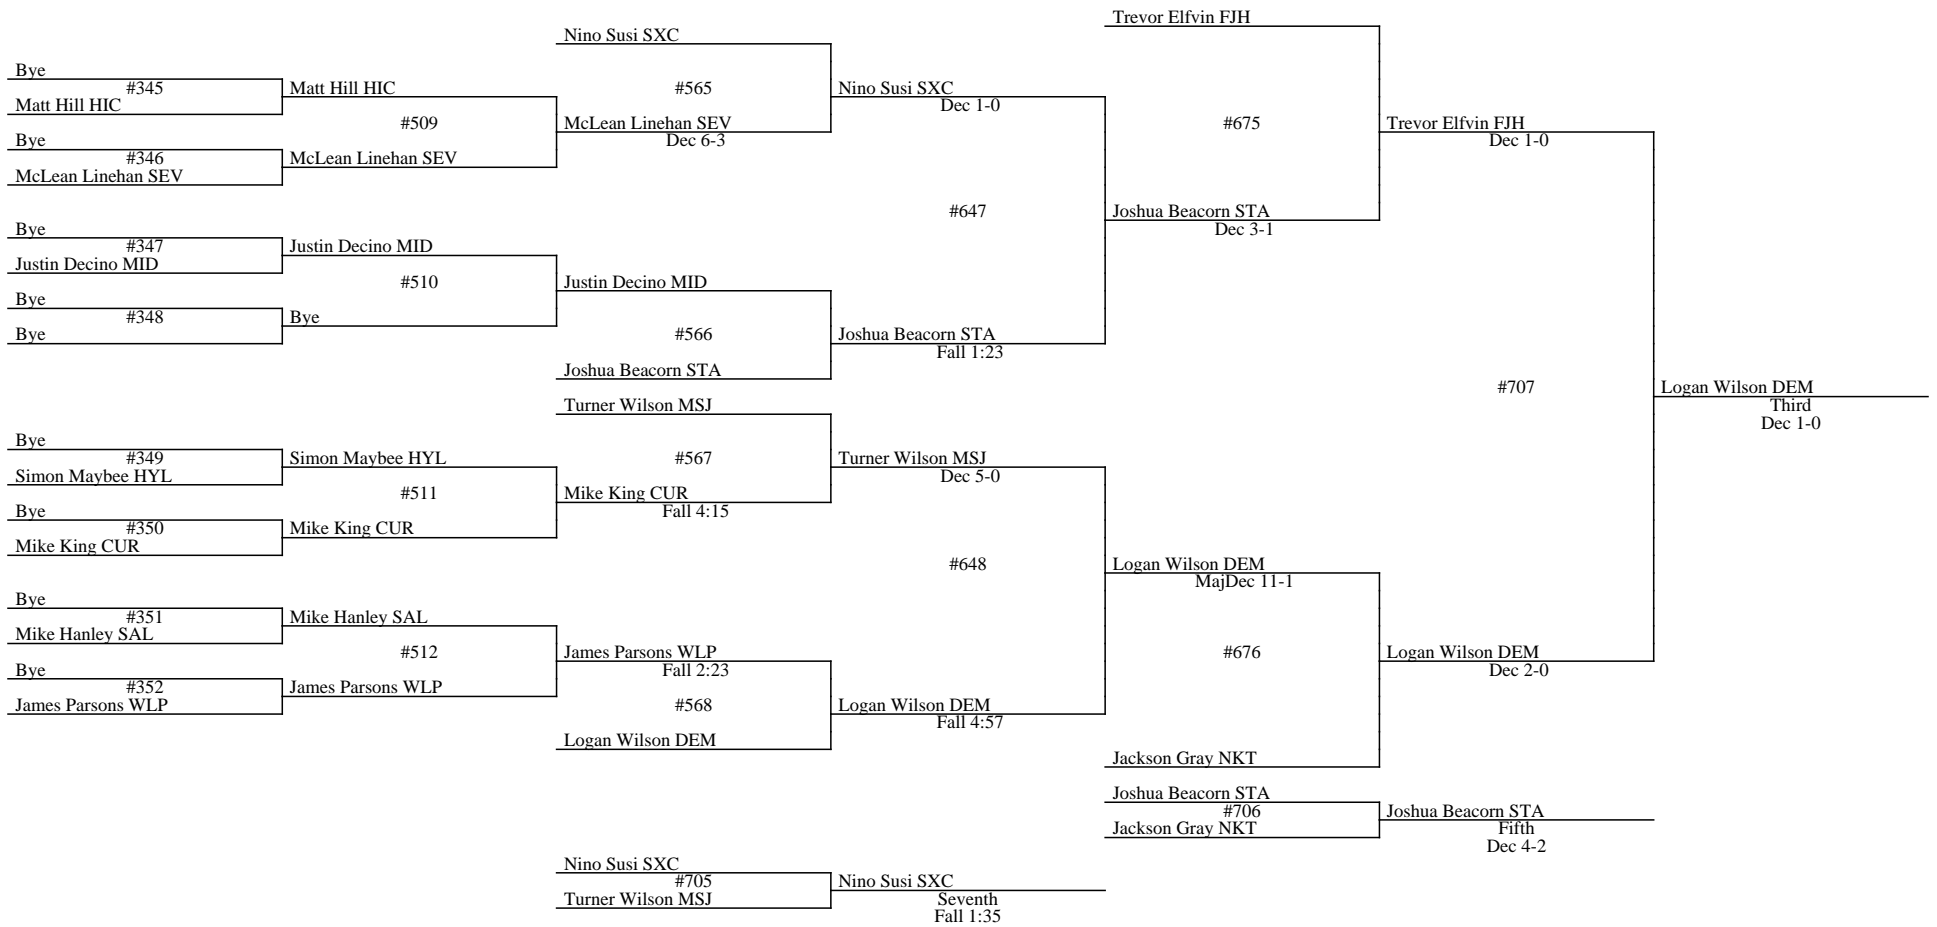 Trevor Elfvin FJH
Nino Susi SXC
Bye
#345
Matt Hill HIC
#565
Nino Susi SXC
Matt Hill HIC
Dec 1-0
#509
McLean Linehan SEV
#675
Trevor Elfvin FJH
Bye
Dec 6-3
Dec 1-0
#346
McLean Linehan SEV
McLean Linehan SEV
#647
Joshua Beacorn STA
Bye
Dec 3-1
#347
Justin Decino MID
Justin Decino MID
#510
Justin Decino MID
Bye
#348
Bye
Bye
#566
Joshua Beacorn STA
Fall 1:23
Joshua Beacorn STA
#707
Logan Wilson DEM
Turner Wilson MSJ
Third
Dec 1-0
Bye
#349
Simon Maybee HYL
#567
Turner Wilson MSJ
Simon Maybee HYL
Dec 5-0
#511
Mike King CUR
Bye
Fall 4:15
#350
Mike King CUR
Mike King CUR
#648
Logan Wilson DEM
MajDec 11-1
Bye
#351
Mike Hanley SAL
Mike Hanley SAL
#512
James Parsons WLP
#676
Logan Wilson DEM
Bye
Fall 2:23
Dec 2-0
#352
James Parsons WLP
James Parsons WLP
#568
Logan Wilson DEM
Fall 4:57
Logan Wilson DEM
Jackson Gray NKT
Joshua Beacorn STA
#706
Joshua Beacorn STA
Jackson Gray NKT
Fifth
Dec 4-2
Nino Susi SXC
#705
Nino Susi SXC
Turner Wilson MSJ
Seventh
Fall 1:35